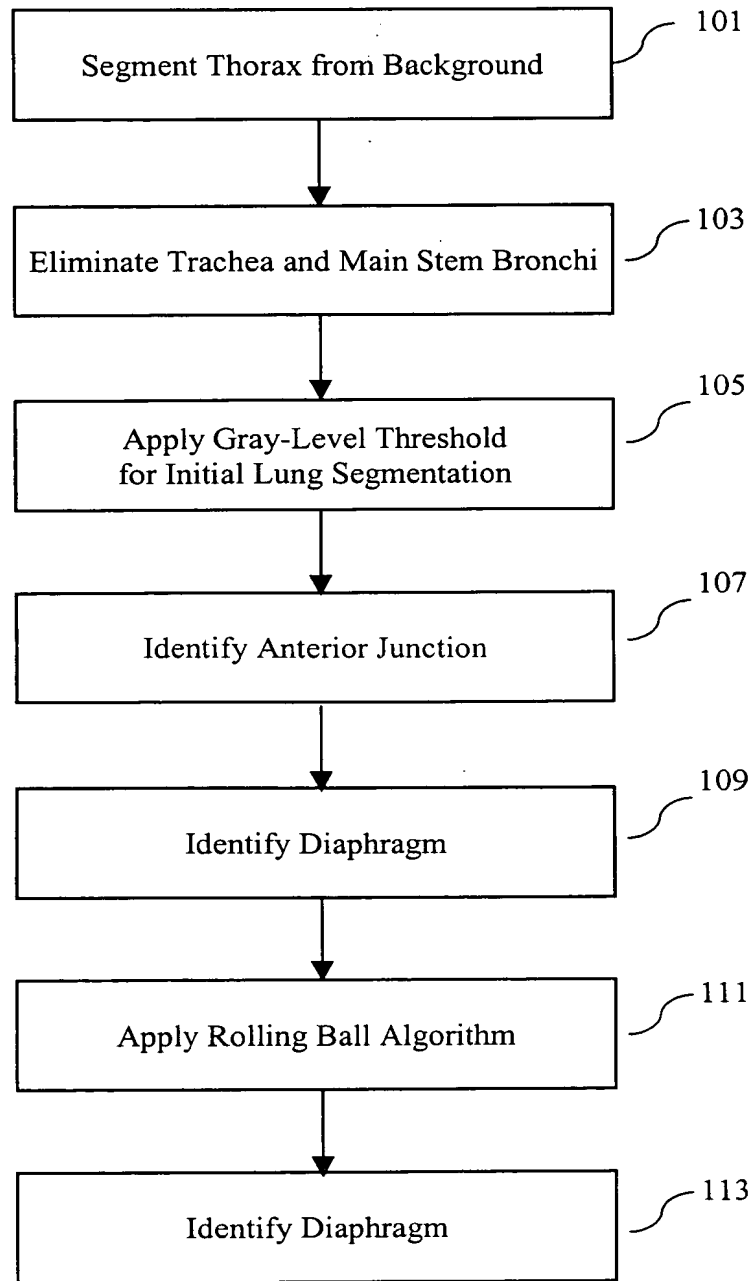 101
Segment Thorax from Background
103
Eliminate Trachea and Main Stem Bronchi
105
Apply Gray-Level Threshold
for Initial Lung Segmentation
107
Identify Anterior Junction
109
Identify Diaphragm
111
Apply Rolling Ball Algorithm
113
Identify Diaphragm